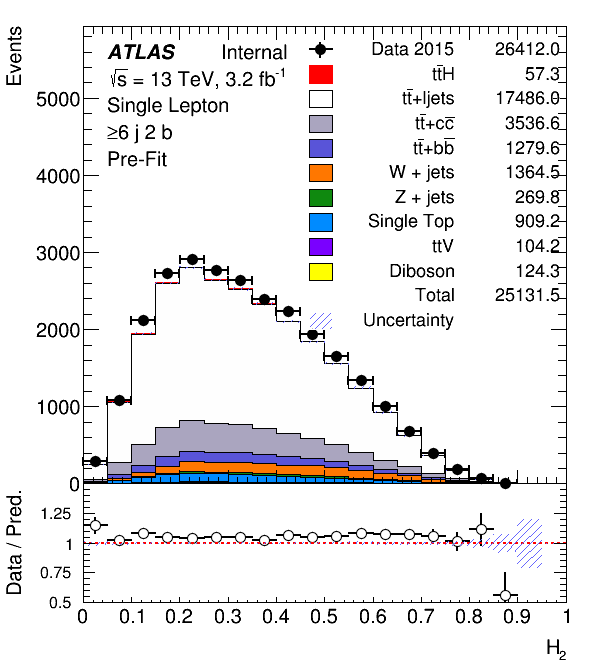 Events
ATLAS Internal
√s = 13 TeV, 3.2 fb⁻¹
Single Lepton
≥6 j 2 b
Pre-Fit
Data 2015 26412.0
tt̄H 57.3
tt̄+ljets 17486.0
tt̄+cc̄ 3536.6
tt̄+bb̄ 1279.6
W + jets 1364.5
Z + jets 269.8
Single Top 909.2
ttV 104.2
Diboson 124.3
Total 25131.5
Uncertainty
5000
4000
3000
2000
1000
0
Data / Pred.
1.25
1
0.75
0.5
0 0.1 0.2 0.3 0.4 0.5 0.6 0.7 0.8 0.9 1
H₂